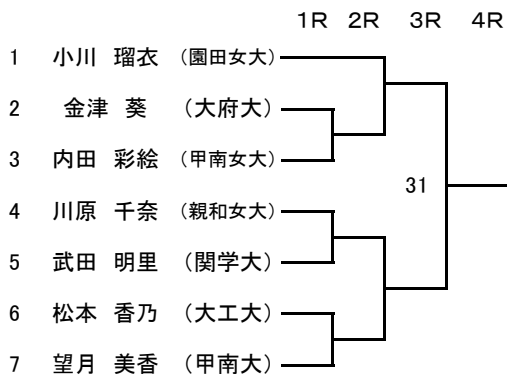 1R 2R 3R 4R
1 小川 瑠衣 (園田女大)
2 金津 葵 (大府大)
3 内田 彩絵 (甲南女大)
31
4 川原 千奈 (親和女大)
5 武田 明里 (関学大)
6 松本 香乃 (大工大)
7 望月 美香 (甲南大)